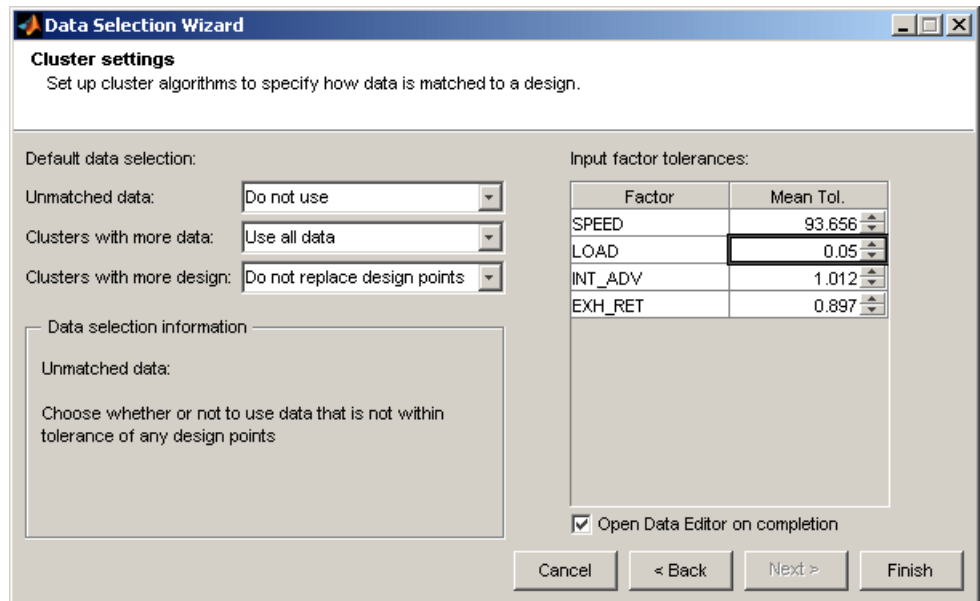 Data Selection Wizard
Cluster settings
Set up cluster algorithms to specify how data is matched to a design.
Default data selection:
Unmatched data: Do not use
Clusters with more data: Use all data
Clusters with more design: Do not replace design points
Data selection information
Unmatched data:
Choose whether or not to use data that is not within
tolerance of any design points
Input factor tolerances:
Factor Mean Tol.
SPEED 93.656
LOAD 0.05
INT_ADV 1.012
EXH_RET 0.897
Open Data Editor on completion
Cancel < Back Next > Finish